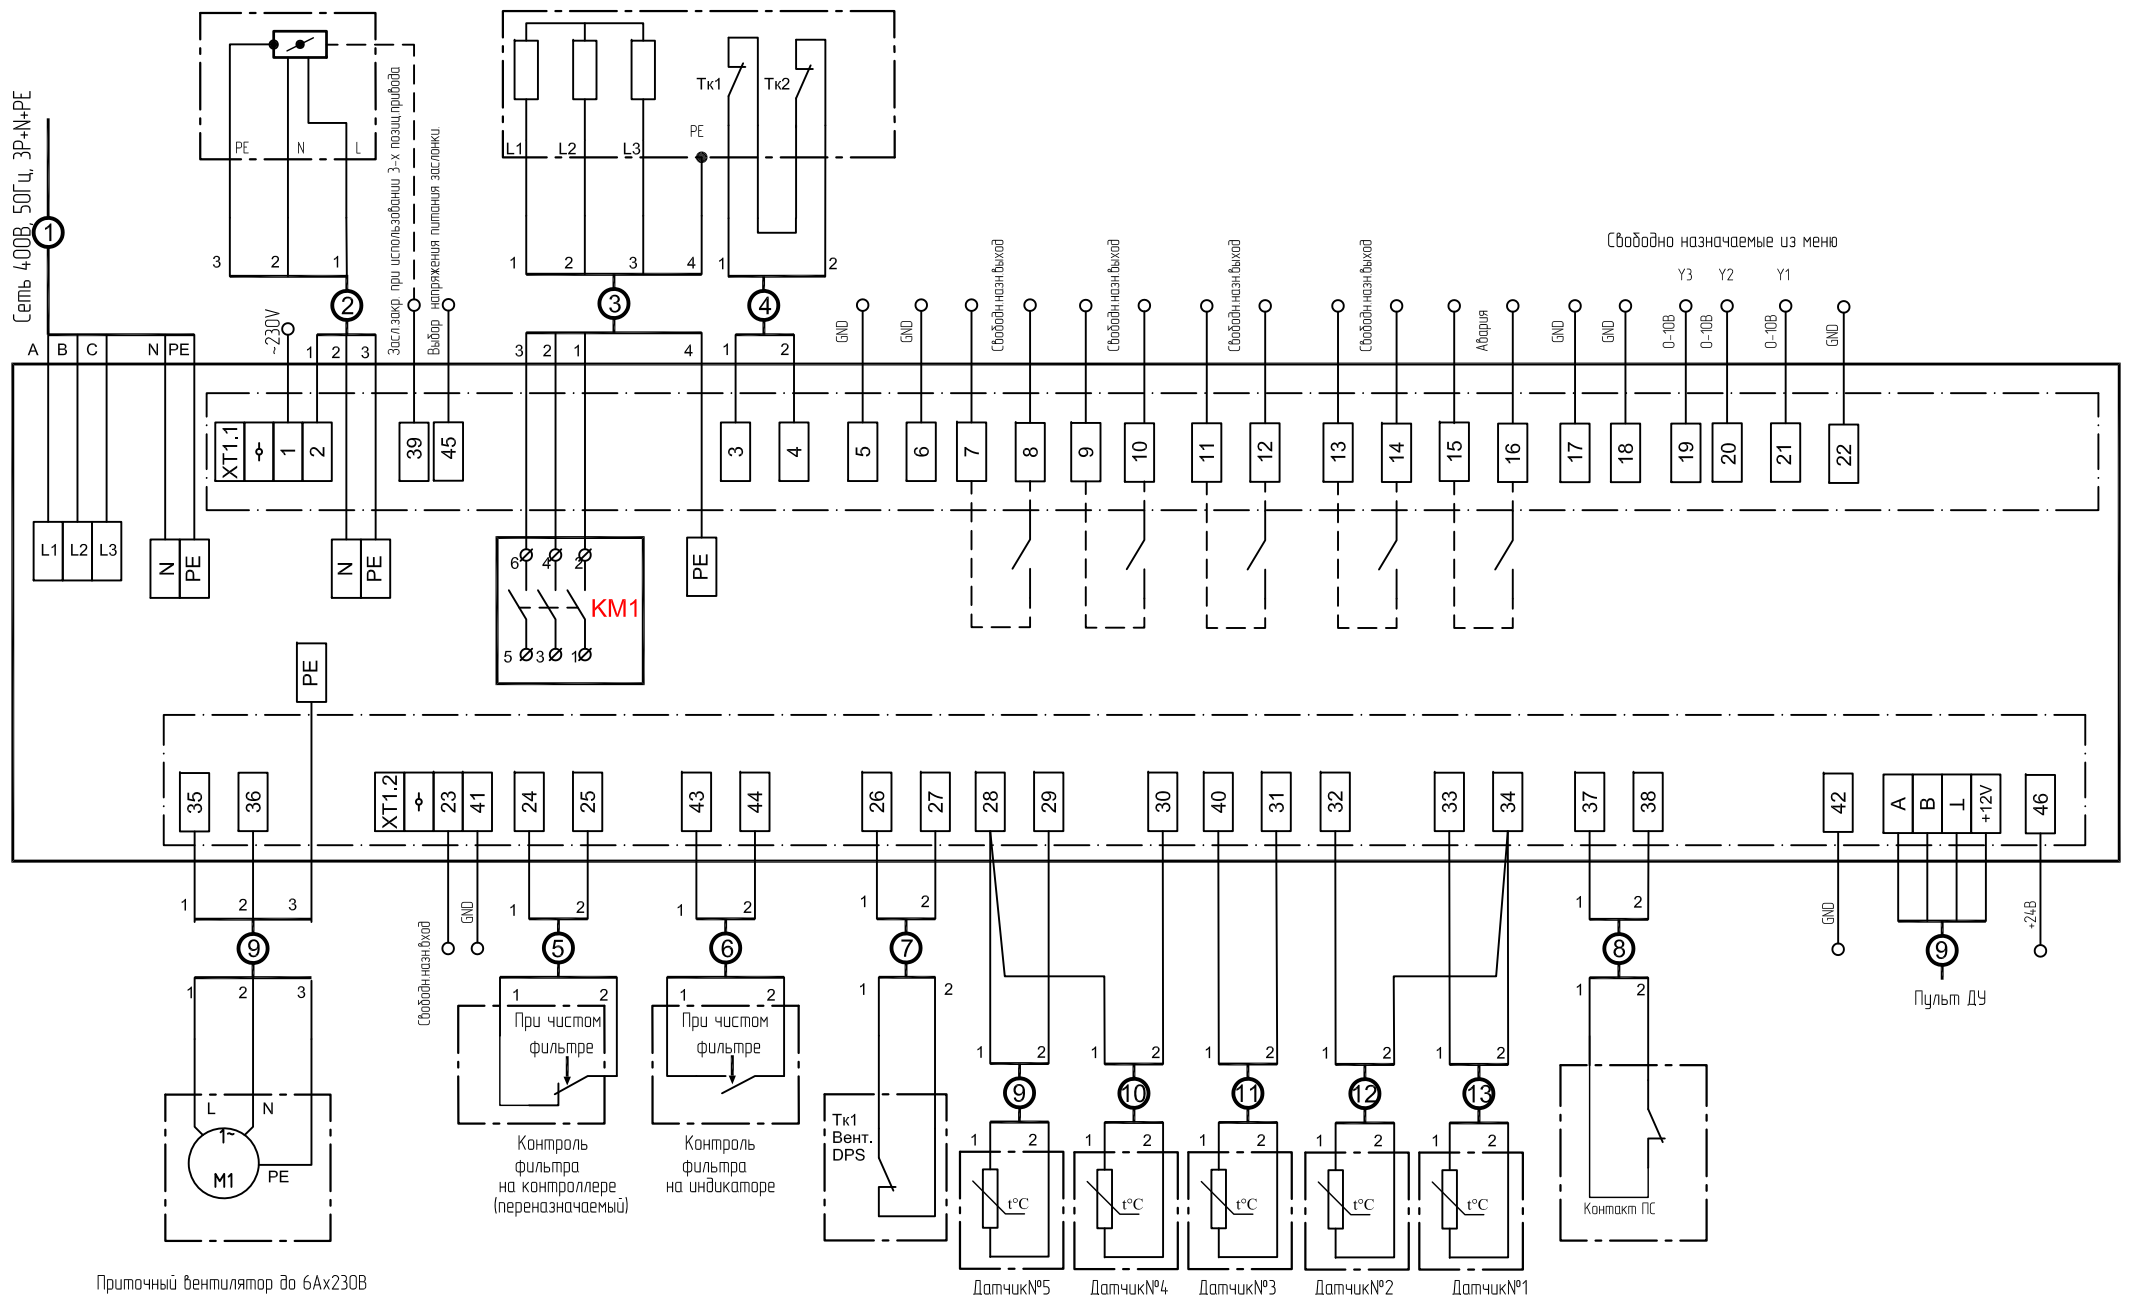 Сеть 400В, 50Гц, 3P+N+PE
1
PE N L
3 2 1
2
~230V
1 2 3
Засл.закр. при использовании 3-х позиц.привода
Выбор напряжения питания заслонки.
L1 L2 L3 PE
Тк1 Тк2
1 2 3 4
3
3 2 1 4
1 2
4
1 2
GND
GND
Свободн.назн.выход
Свободн.назн.выход
Свободн.назн.выход
Свободн.назн.выход
Авария
GND
GND
Свободно назначаемые из меню
Y3 Y2 Y1
0-10В
0-10В
0-10В
GND
A B C N PE
XT1.1 1 2 39 45 3 4 5 6 7 8 9 10 11 12 13 14 15 16 17 18 19 20 21 22
L1 L2 L3 N PE N PE
6 4 2
KM1
5 3 1
PE
PE
35 36 XT1.2 23 41 24 25 43 44 26 27 28 29 30 40 31 32 33 34 37 38 42 A B ⊥ +12V 46
1 2 3
9
1 2 3
L N
1~
M1
PE
Приточный вентилятор до 6Ах230В
Свободн.назн.вход
GND
1 2
5
1 2
При чистом
фильтре
Контроль
фильтра
на контроллере
(переназначаемый)
1 2
6
1 2
При чистом
фильтре
Контроль
фильтра
на индикаторе
1 2
7
1 2
Тк1
Вент.
DPS
1 2
9
1 2
t°C
Датчик№5
1 2
10
1 2
t°C
Датчик№4
1 2
11
1 2
t°C
Датчик№3
1 2
12
1 2
t°C
Датчик№2
1 2
13
1 2
t°C
Датчик№1
1 2
8
1 2
Контакт ПС
GND
9
Пульт ДУ
+24В